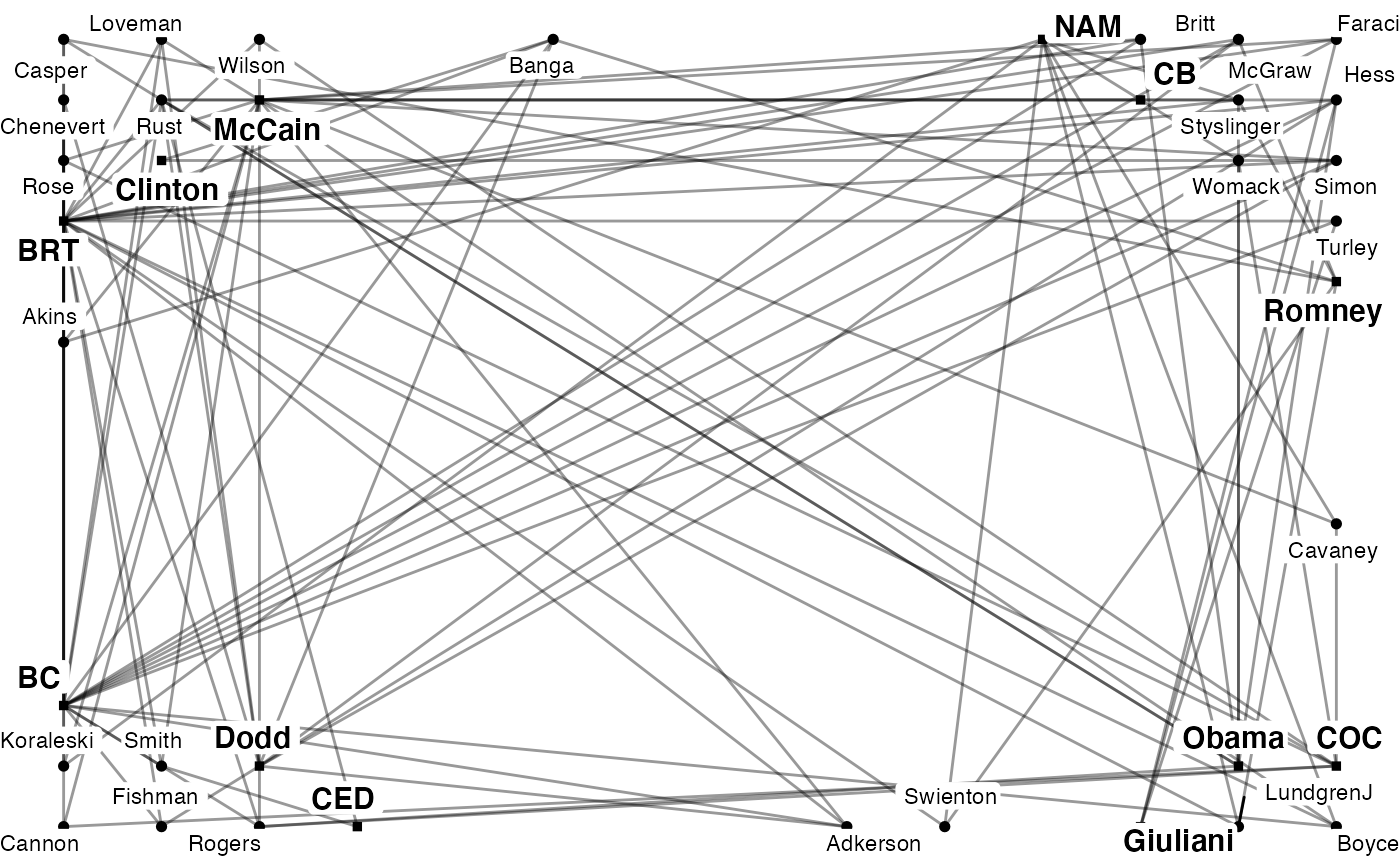 Loveman
NAM
Britt
Faraci
Casper
Wilson
Banga
CB
McGraw
Hess
Chenevert
Rust
McCain
Styslinger
Rose
Clinton
Womack
Simon
BRT
Turley
Akins
Romney
Cavaney
BC
Koraleski
Smith
Dodd
Obama
COC
Fishman
CED
Swienton
LundgrenJ
Cannon
Rogers
Adkerson
Giuliani
Boyce